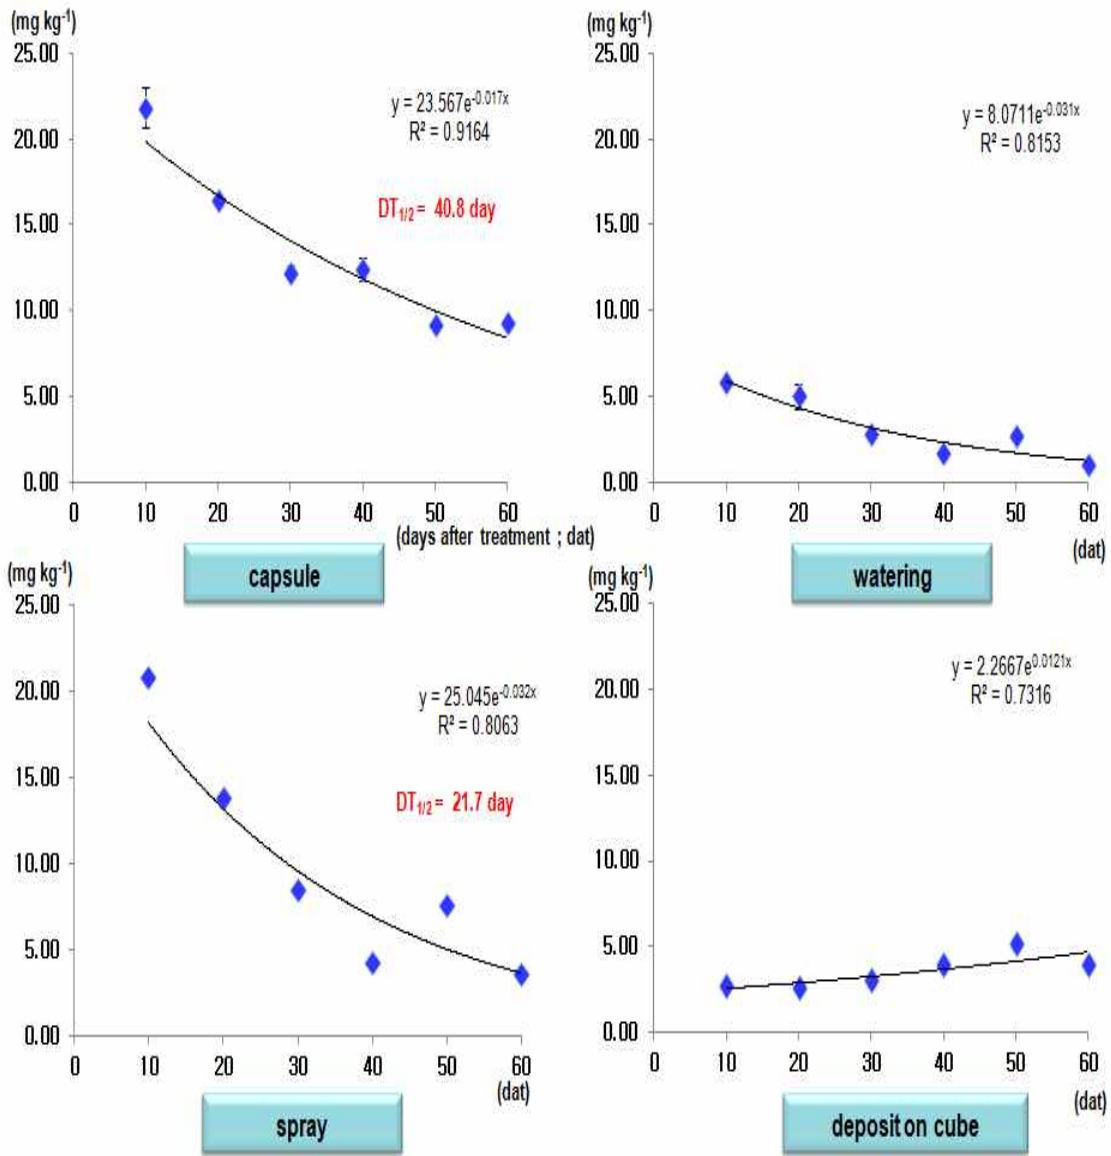 (mg kg⁻¹)
25.00
20.00
15.00
10.00
5.00
0.00
0 10 20 30 40 50 60
y = 23.567e⁻⁰·⁰¹⁷ˣ
R² = 0.9164
DT₁/₂ = 40.8 day
(days after treatment ; dat)
capsule
(mg kg⁻¹)
25.00
20.00
15.00
10.00
5.00
0.00
0 10 20 30 40 50 60
y = 8.0711e⁻⁰·⁰³¹ˣ
R² = 0.8153
(dat)
watering
(mg kg⁻¹)
25.00
20.00
15.00
10.00
5.00
0.00
0 10 20 30 40 50 60
y = 25.045e⁻⁰·⁰³²ˣ
R² = 0.8063
DT₁/₂ = 21.7 day
(dat)
spray
(mg kg⁻¹)
25.00
20.00
15.00
10.00
5.00
0.00
0 10 20 30 40 50 60
y = 2.2667e⁰·⁰¹²¹ˣ
R² = 0.7316
(dat)
deposit on cube